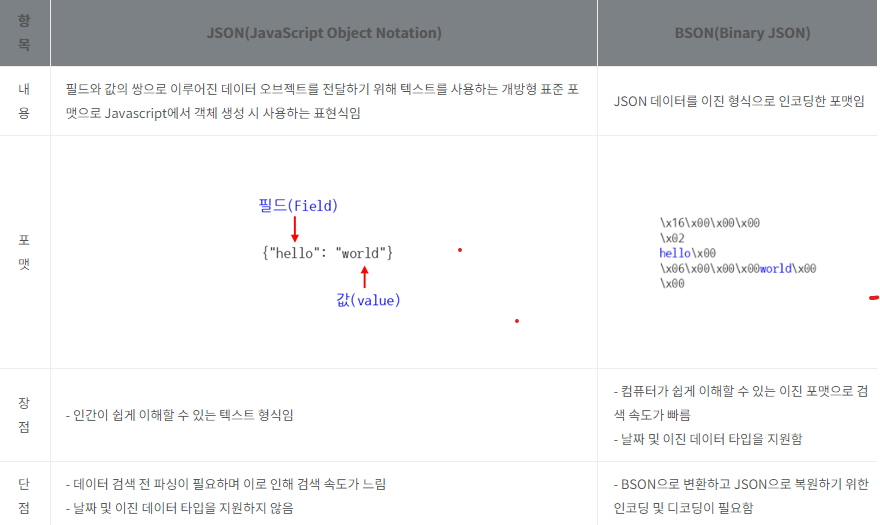 항
목
JSON(JavaScript Object Notation)
BSON(Binary JSON)
내
용
필드와 값의 쌍으로 이루어진 데이터 오브젝트를 전달하기 위해 텍스트를 사용하는 개방형 표준 포
맷으로 Javascript에서 객체 생성 시 사용하는 표현식임
JSON 데이터를 이진 형식으로 인코딩한 포맷임
포
맷
필드(Field)
{"hello": "world"}
값(value)
\x16\x00\x00\x00
\x02
hello\x00
\x06\x00\x00\x00world\x00
\x00
장
점
- 인간이 쉽게 이해할 수 있는 텍스트 형식임
- 컴퓨터가 쉽게 이해할 수 있는 이진 포맷으로 검
색 속도가 빠름
- 날짜 및 이진 데이터 타입을 지원함
단
점
- 데이터 검색 전 파싱이 필요하며 이로 인해 검색 속도가 느림
- 날짜 및 이진 데이터 타입을 지원하지 않음
- BSON으로 변환하고 JSON으로 복원하기 위한
인코딩 및 디코딩이 필요함